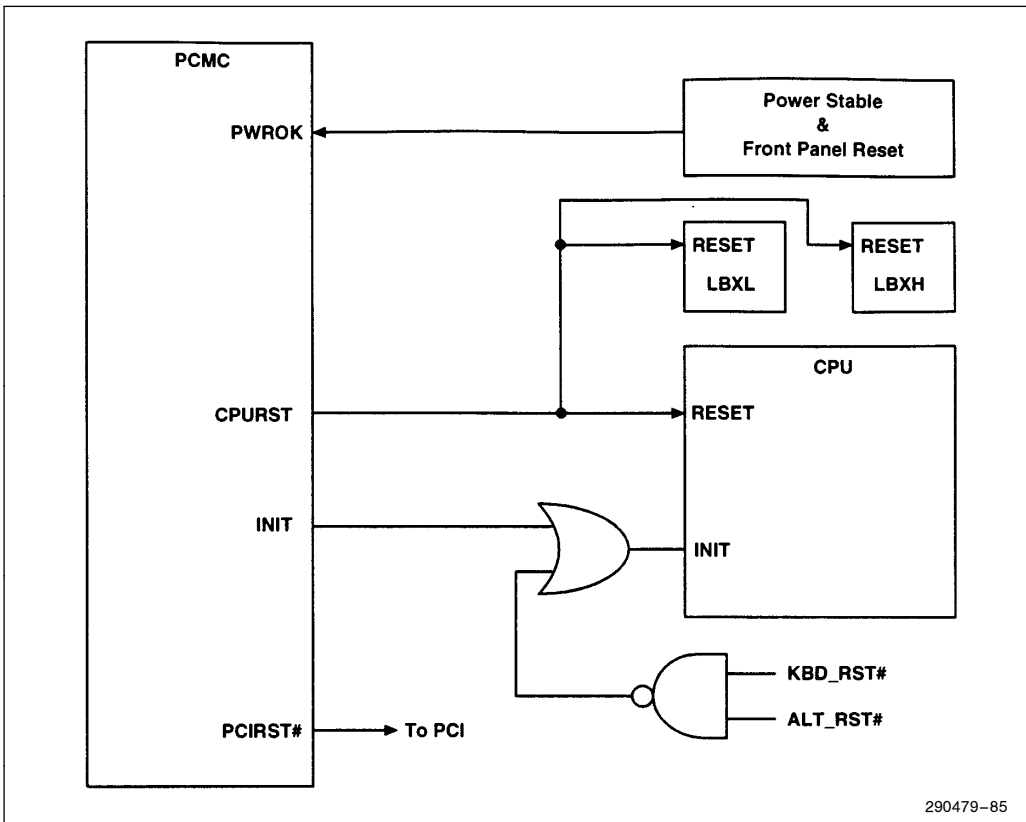 PCMC
PWROK
Power Stable
&
Front Panel Reset
RESET
LBXL
RESET
LBXH
CPU
CPURST
RESET
INIT
INIT
KBD_RST#
ALT_RST#
PCIRST#
To PCI
290479–85